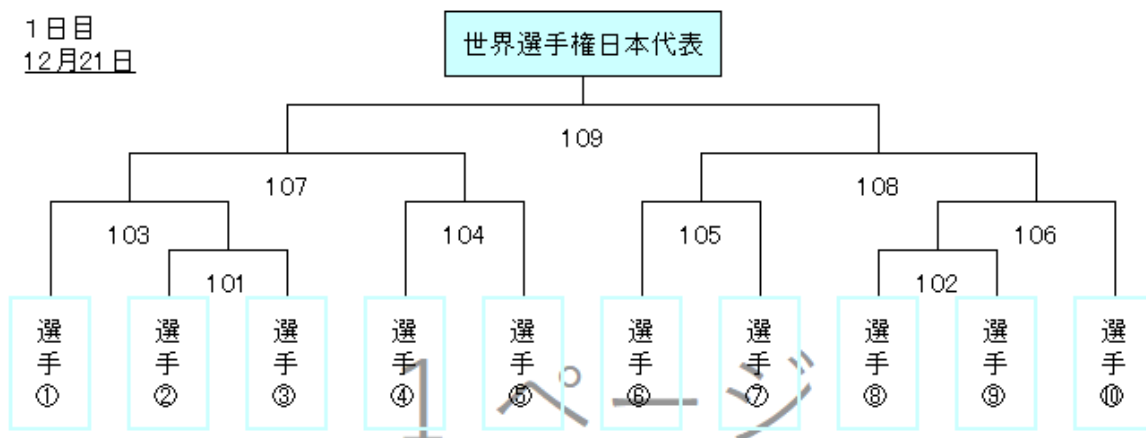 1日目
12月21日
世界選手権日本代表
109
107
108
103
104
105
106
101
102
選手①
選手②
選手③
選手④
選手⑤
選手⑥
選手⑦
選手⑧
選手⑨
選手⑩
1 ページ